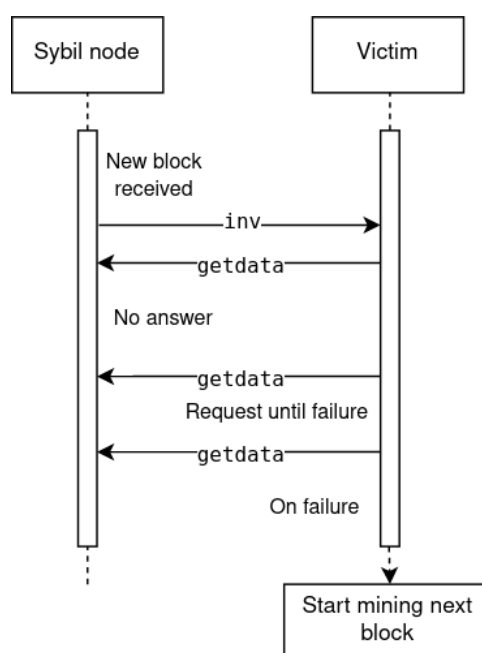 Sybil node
Victim
New block
received
inv
getdata
No answer
getdata
Request until failure
getdata
On failure
Start mining next
block